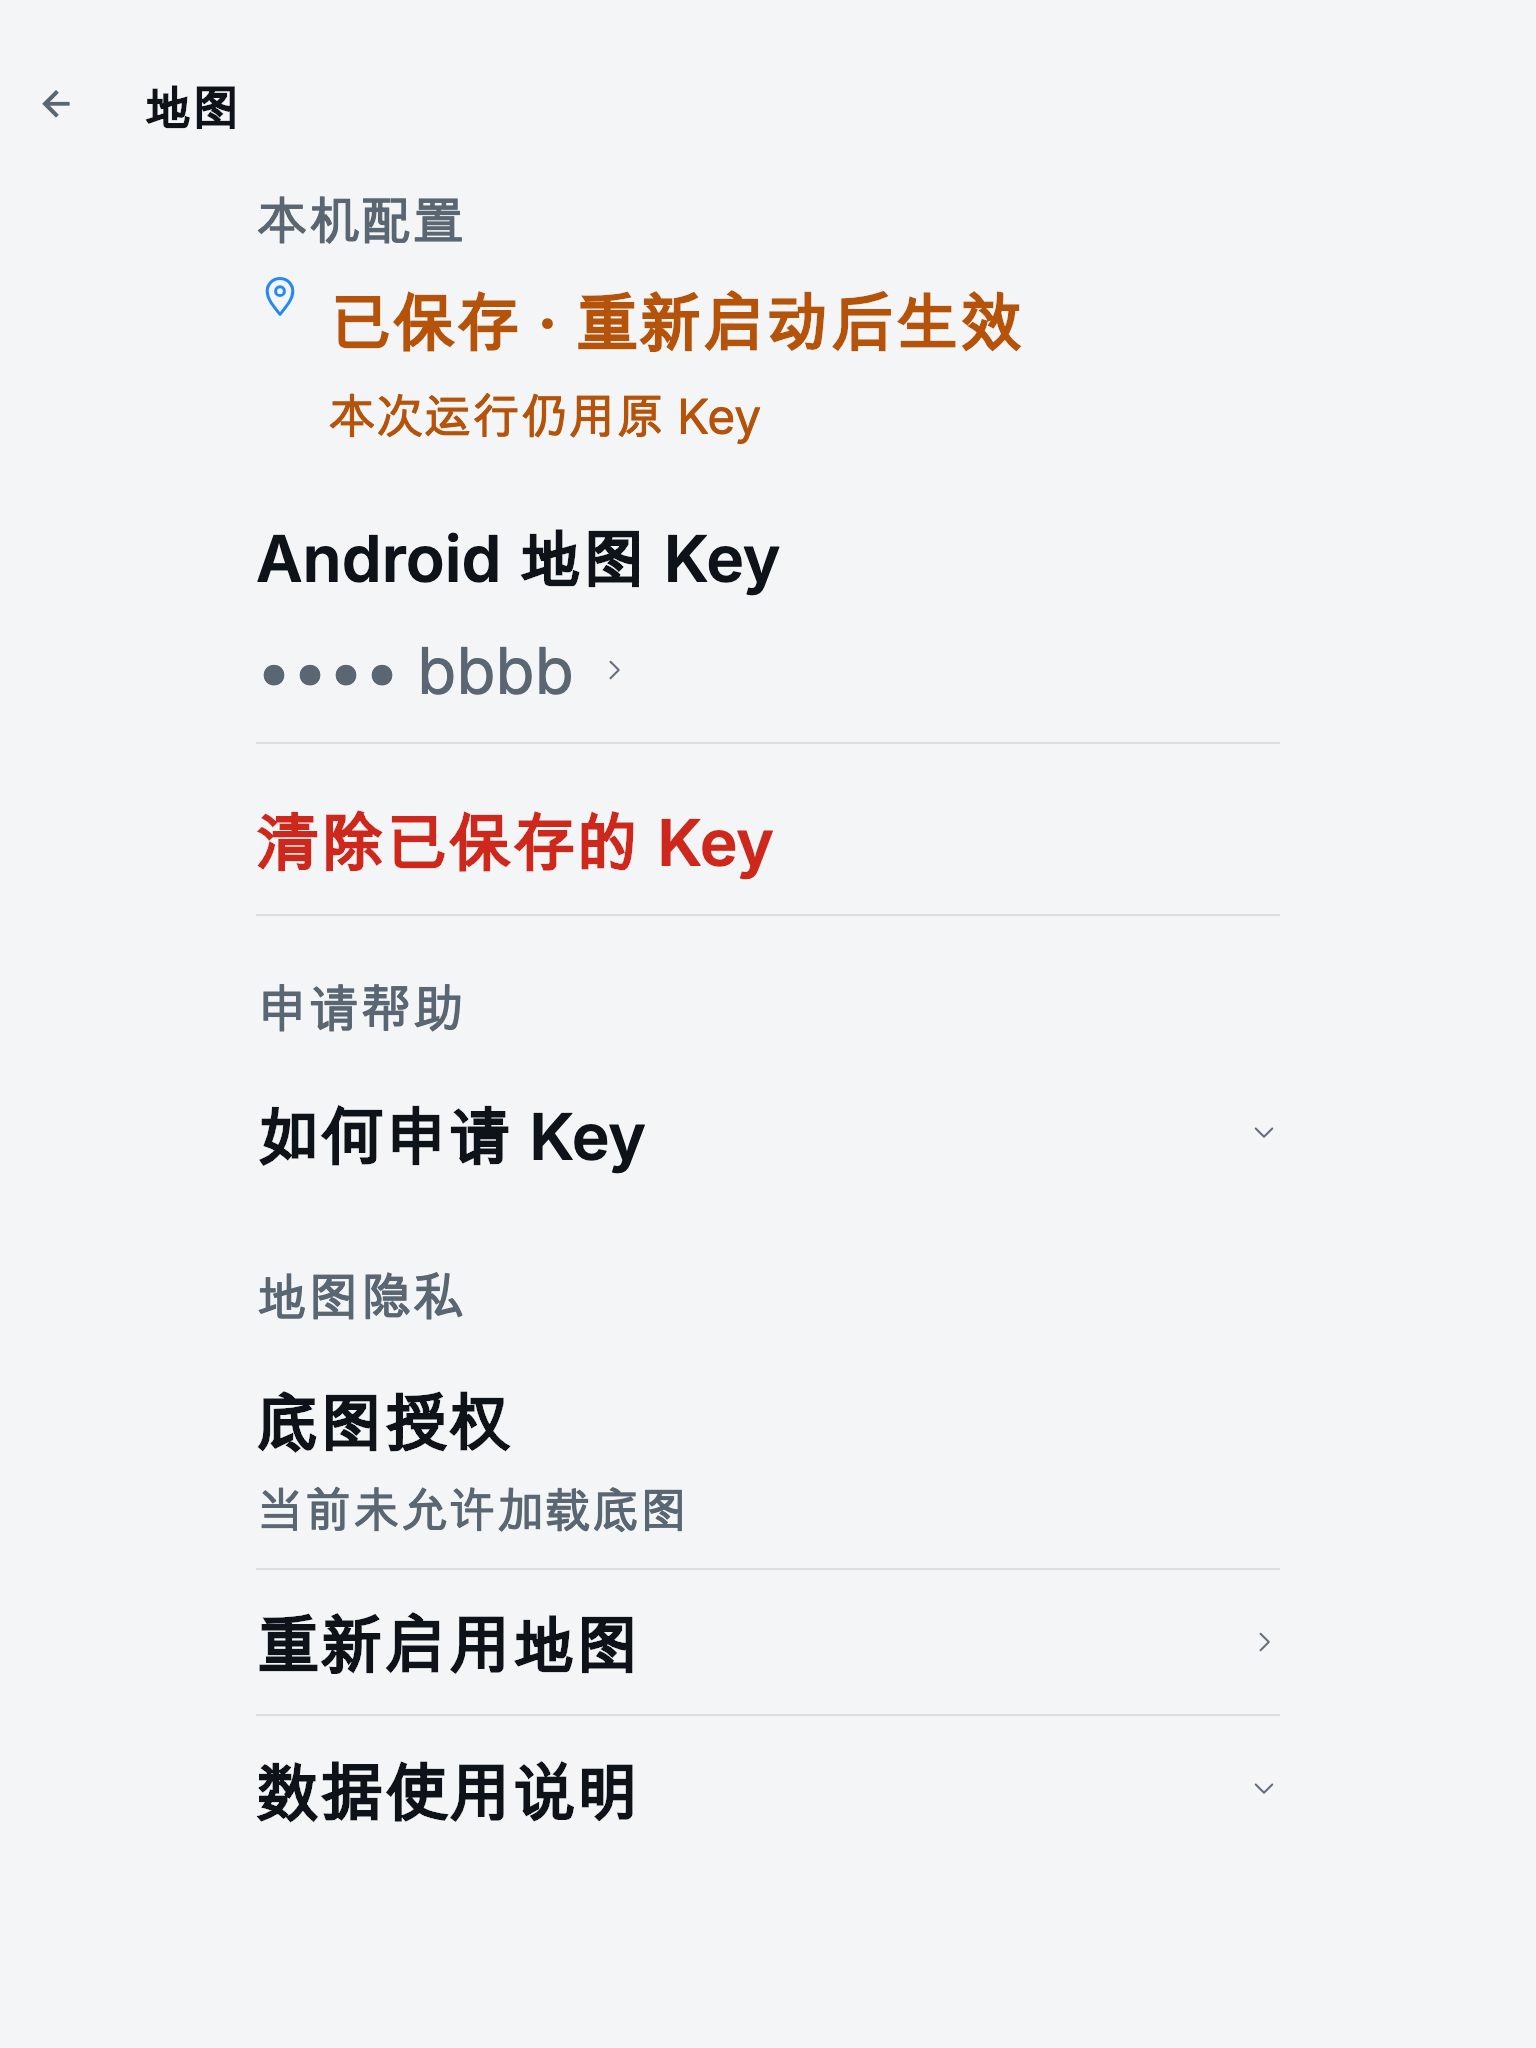 地图
本机配置
已保存 · 重新启动后生效
本次运行仍用原 Key
Android 地图 Key
•••• bbbb
清除已保存的 Key
申请帮助
如何申请 Key
地图隐私
底图授权
当前未允许加载底图
重新启用地图
数据使用说明